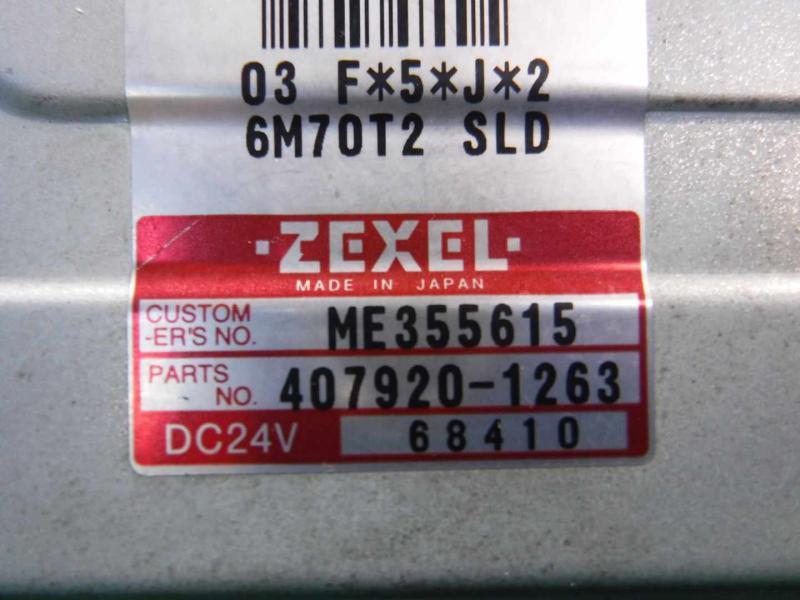 03 F*5*J*2
6M70T2 SLD
·ZEXEL·
MADE IN JAPAN
CUSTOM
-ER'S NO. ME355615
PARTS
NO. 407920-1263
DC24V 68410